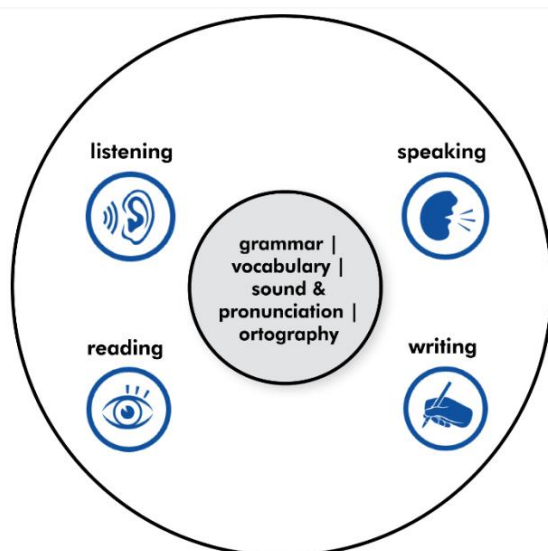 listening
speaking
grammar |
vocabulary |
sound &
pronunciation |
ortography
reading
writing